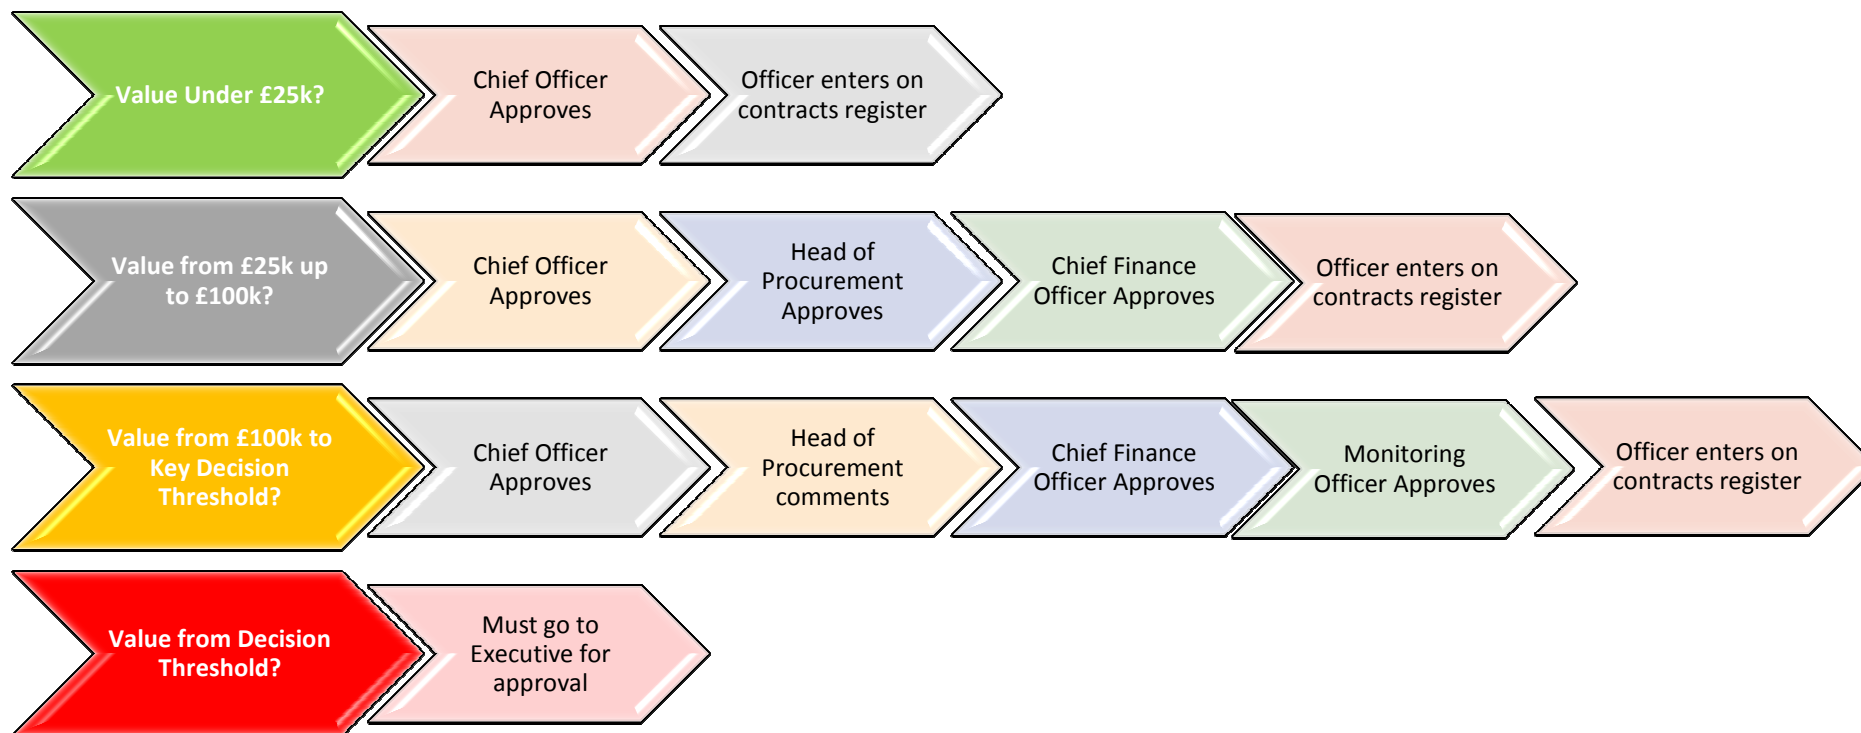 Value Under £25k?
Chief Officer
Approves
Officer enters on
contracts register
Value from £25k up
to £100k?
Chief Officer
Approves
Head of
Procurement
Approves
Chief Finance
Officer Approves
Officer enters on
contracts register
Value from £100k to
Key Decision
Threshold?
Chief Officer
Approves
Head of
Procurement
comments
Chief Finance
Officer Approves
Monitoring
Officer Approves
Officer enters on
contracts register
Value from Decision
Threshold?
Must go to
Executive for
approval